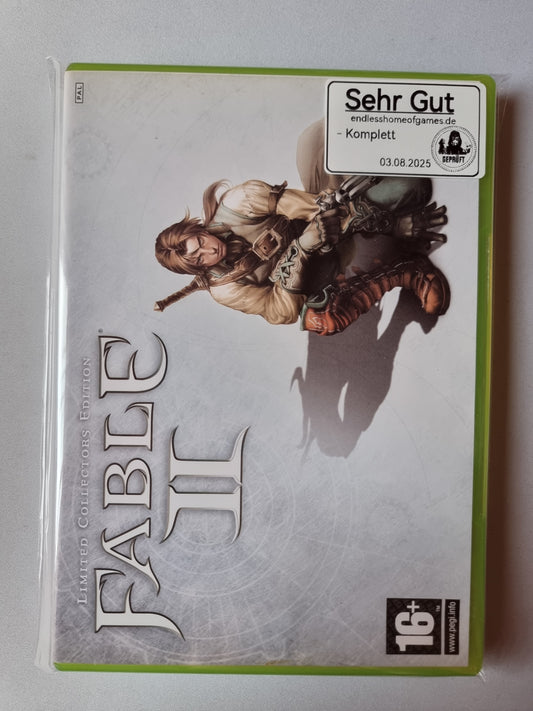 PAL
Sehr Gut
endlesshomeofgames.de
- Komplett
GEPRÜFT
03.08.2025
LIMITED COLLECTORS EDITION
FABLE®
II
16+™
www.pegi.info